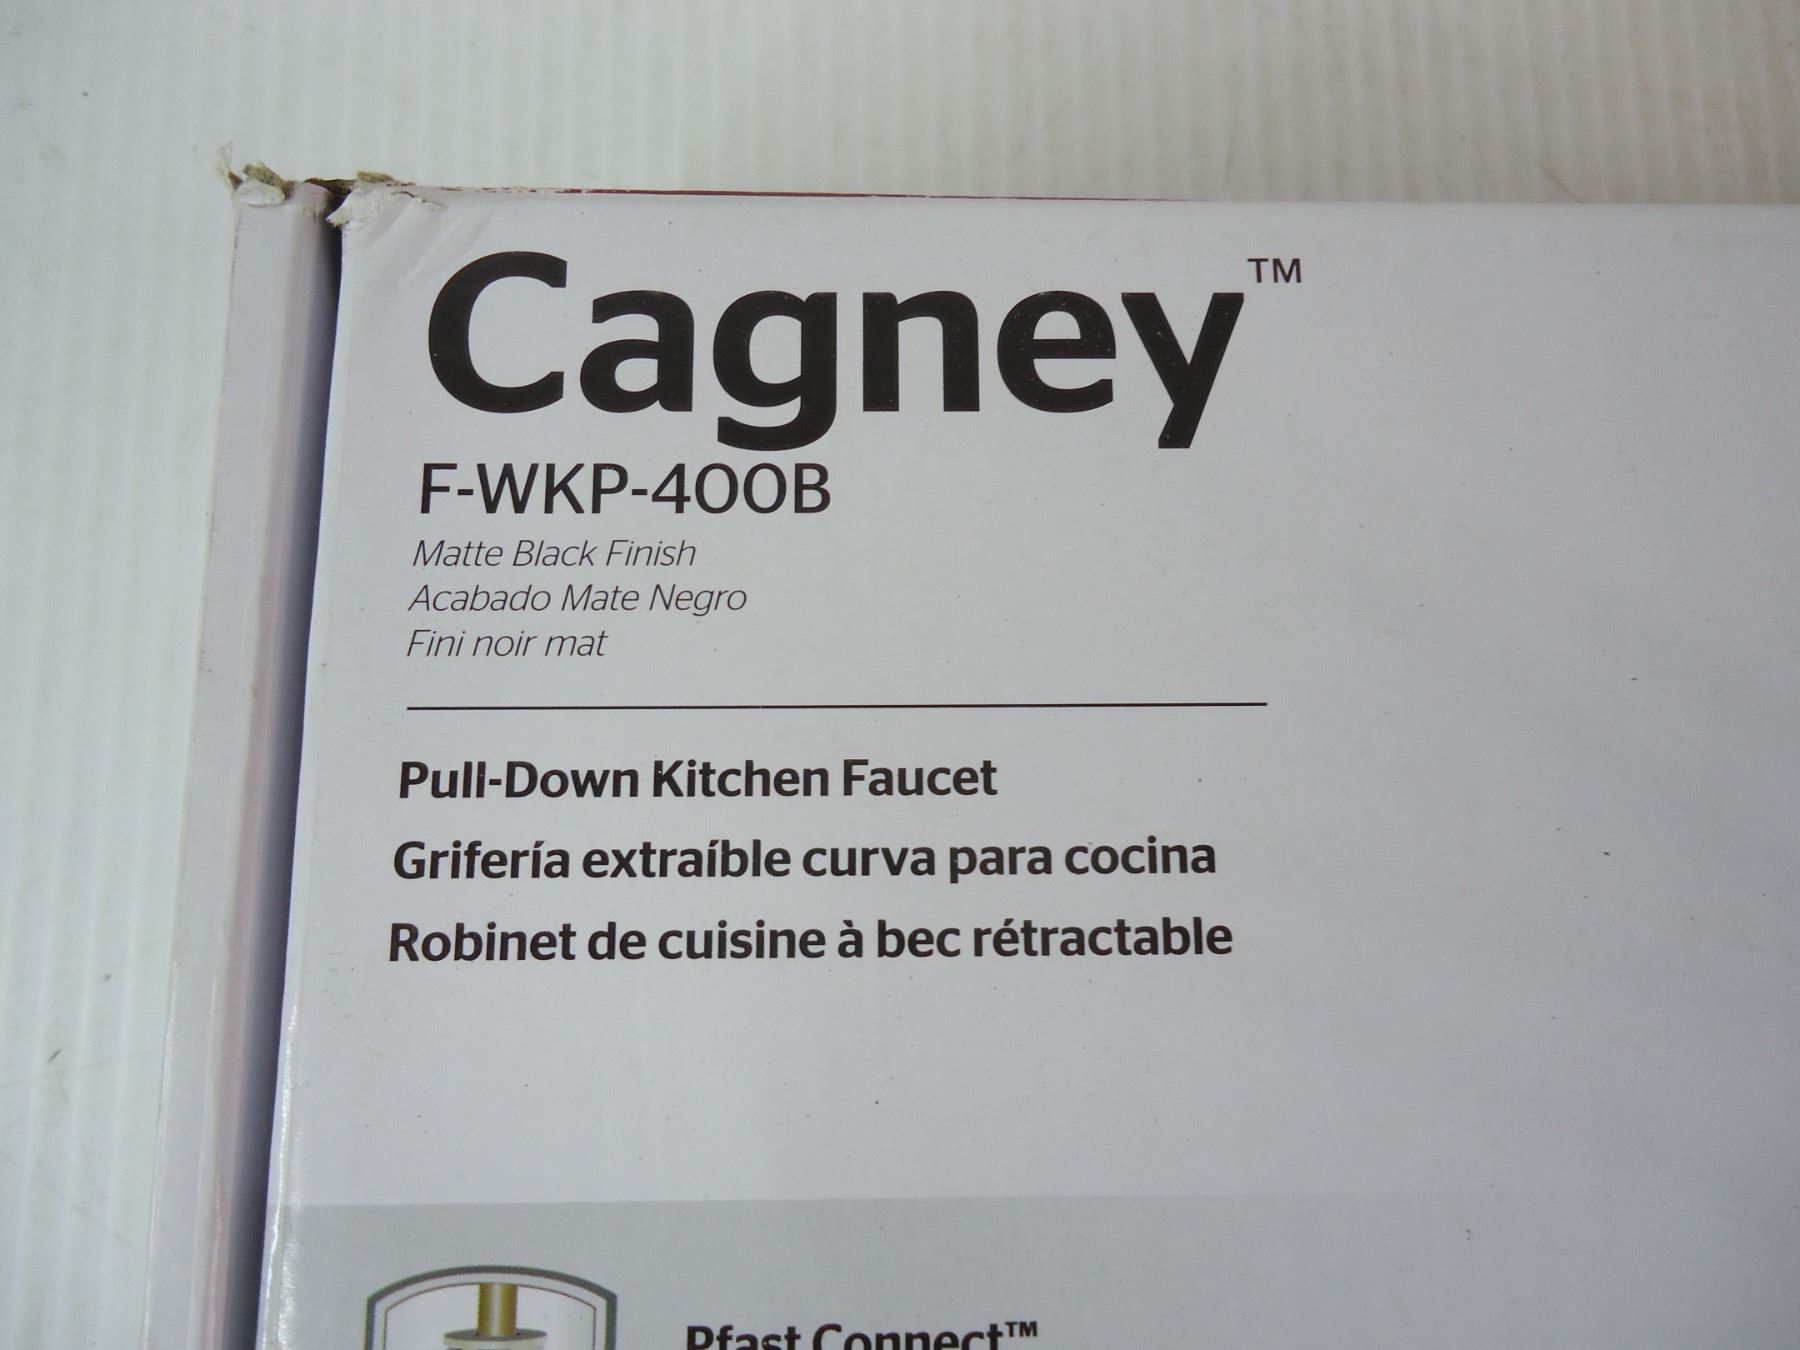 Cagney™
F-WKP-400B
Matte Black Finish
Acabado Mate Negro
Fini noir mat
Pull-Down Kitchen Faucet
Grifería extraíble curva para cocina
Robinet de cuisine à bec rétractable
Pfast Connect™